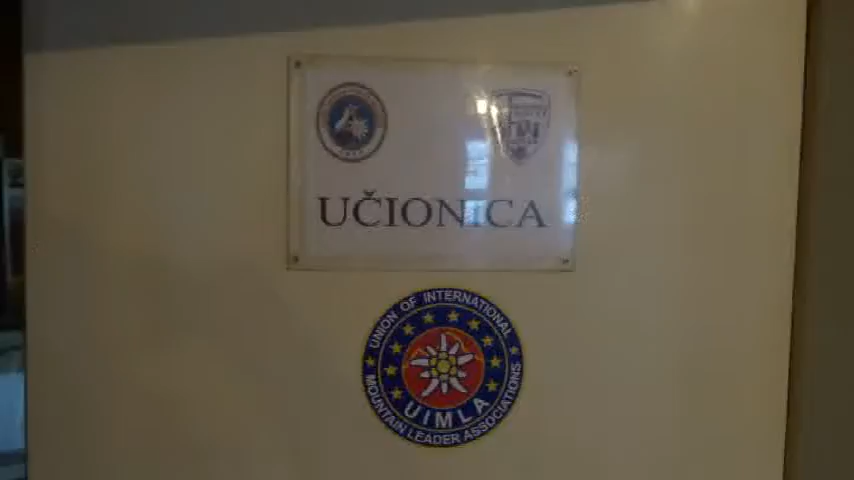 UČIONICA
UNION OF INTERNATIONAL
MOUNTAIN LEADER ASSOCIATIONS
UIMLA